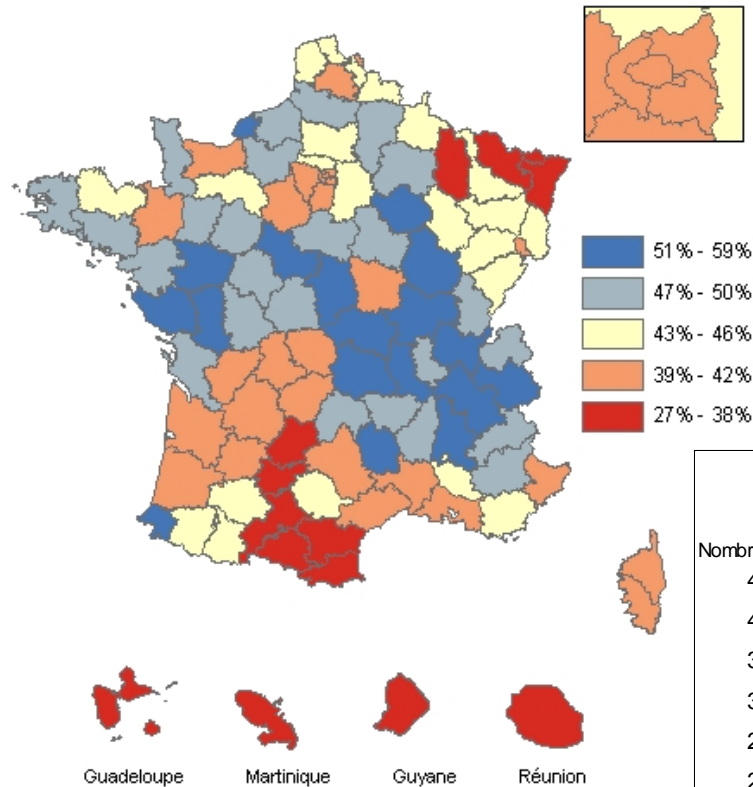 51% - 59%
47% - 50%
43% - 46%
39% - 42%
27% - 38%
Guadeloupe
Martinique
Guyane
Réunion